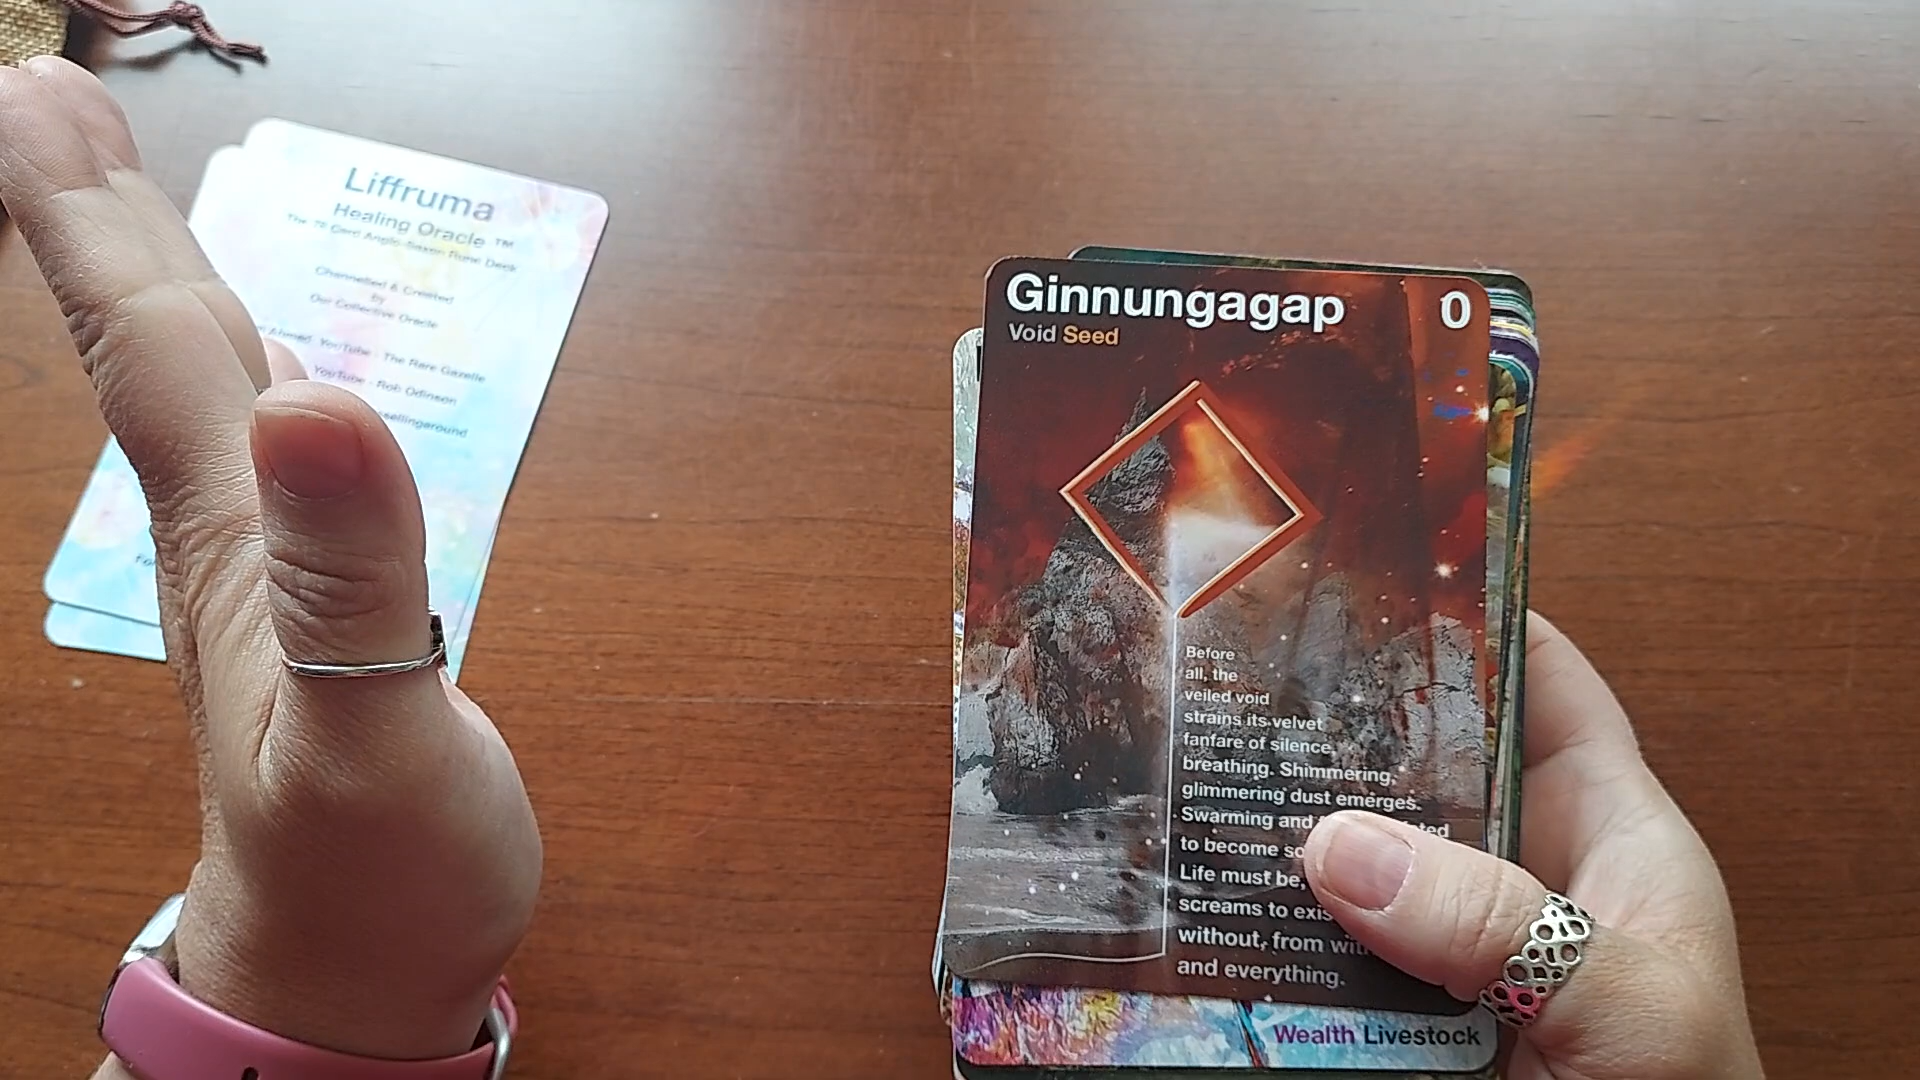 Liffruma
Healing Oracle ™
The 76 Card Anglo-Saxon Rune Deck
Channelled & Created
by
Our Collective Oracle
Ahmed YouTube - The Rare Gazelle
YouTube - Rob Odinson
Ginnungagap 0
Void Seed
Before
all, the
veiled void
strains its velvet
fanfare of silence,
breathing. Shimmering,
glimmering dust emerges.
Swarming and
to become
Life must be,
screams to
without, from
and everything.
Wealth Livestock